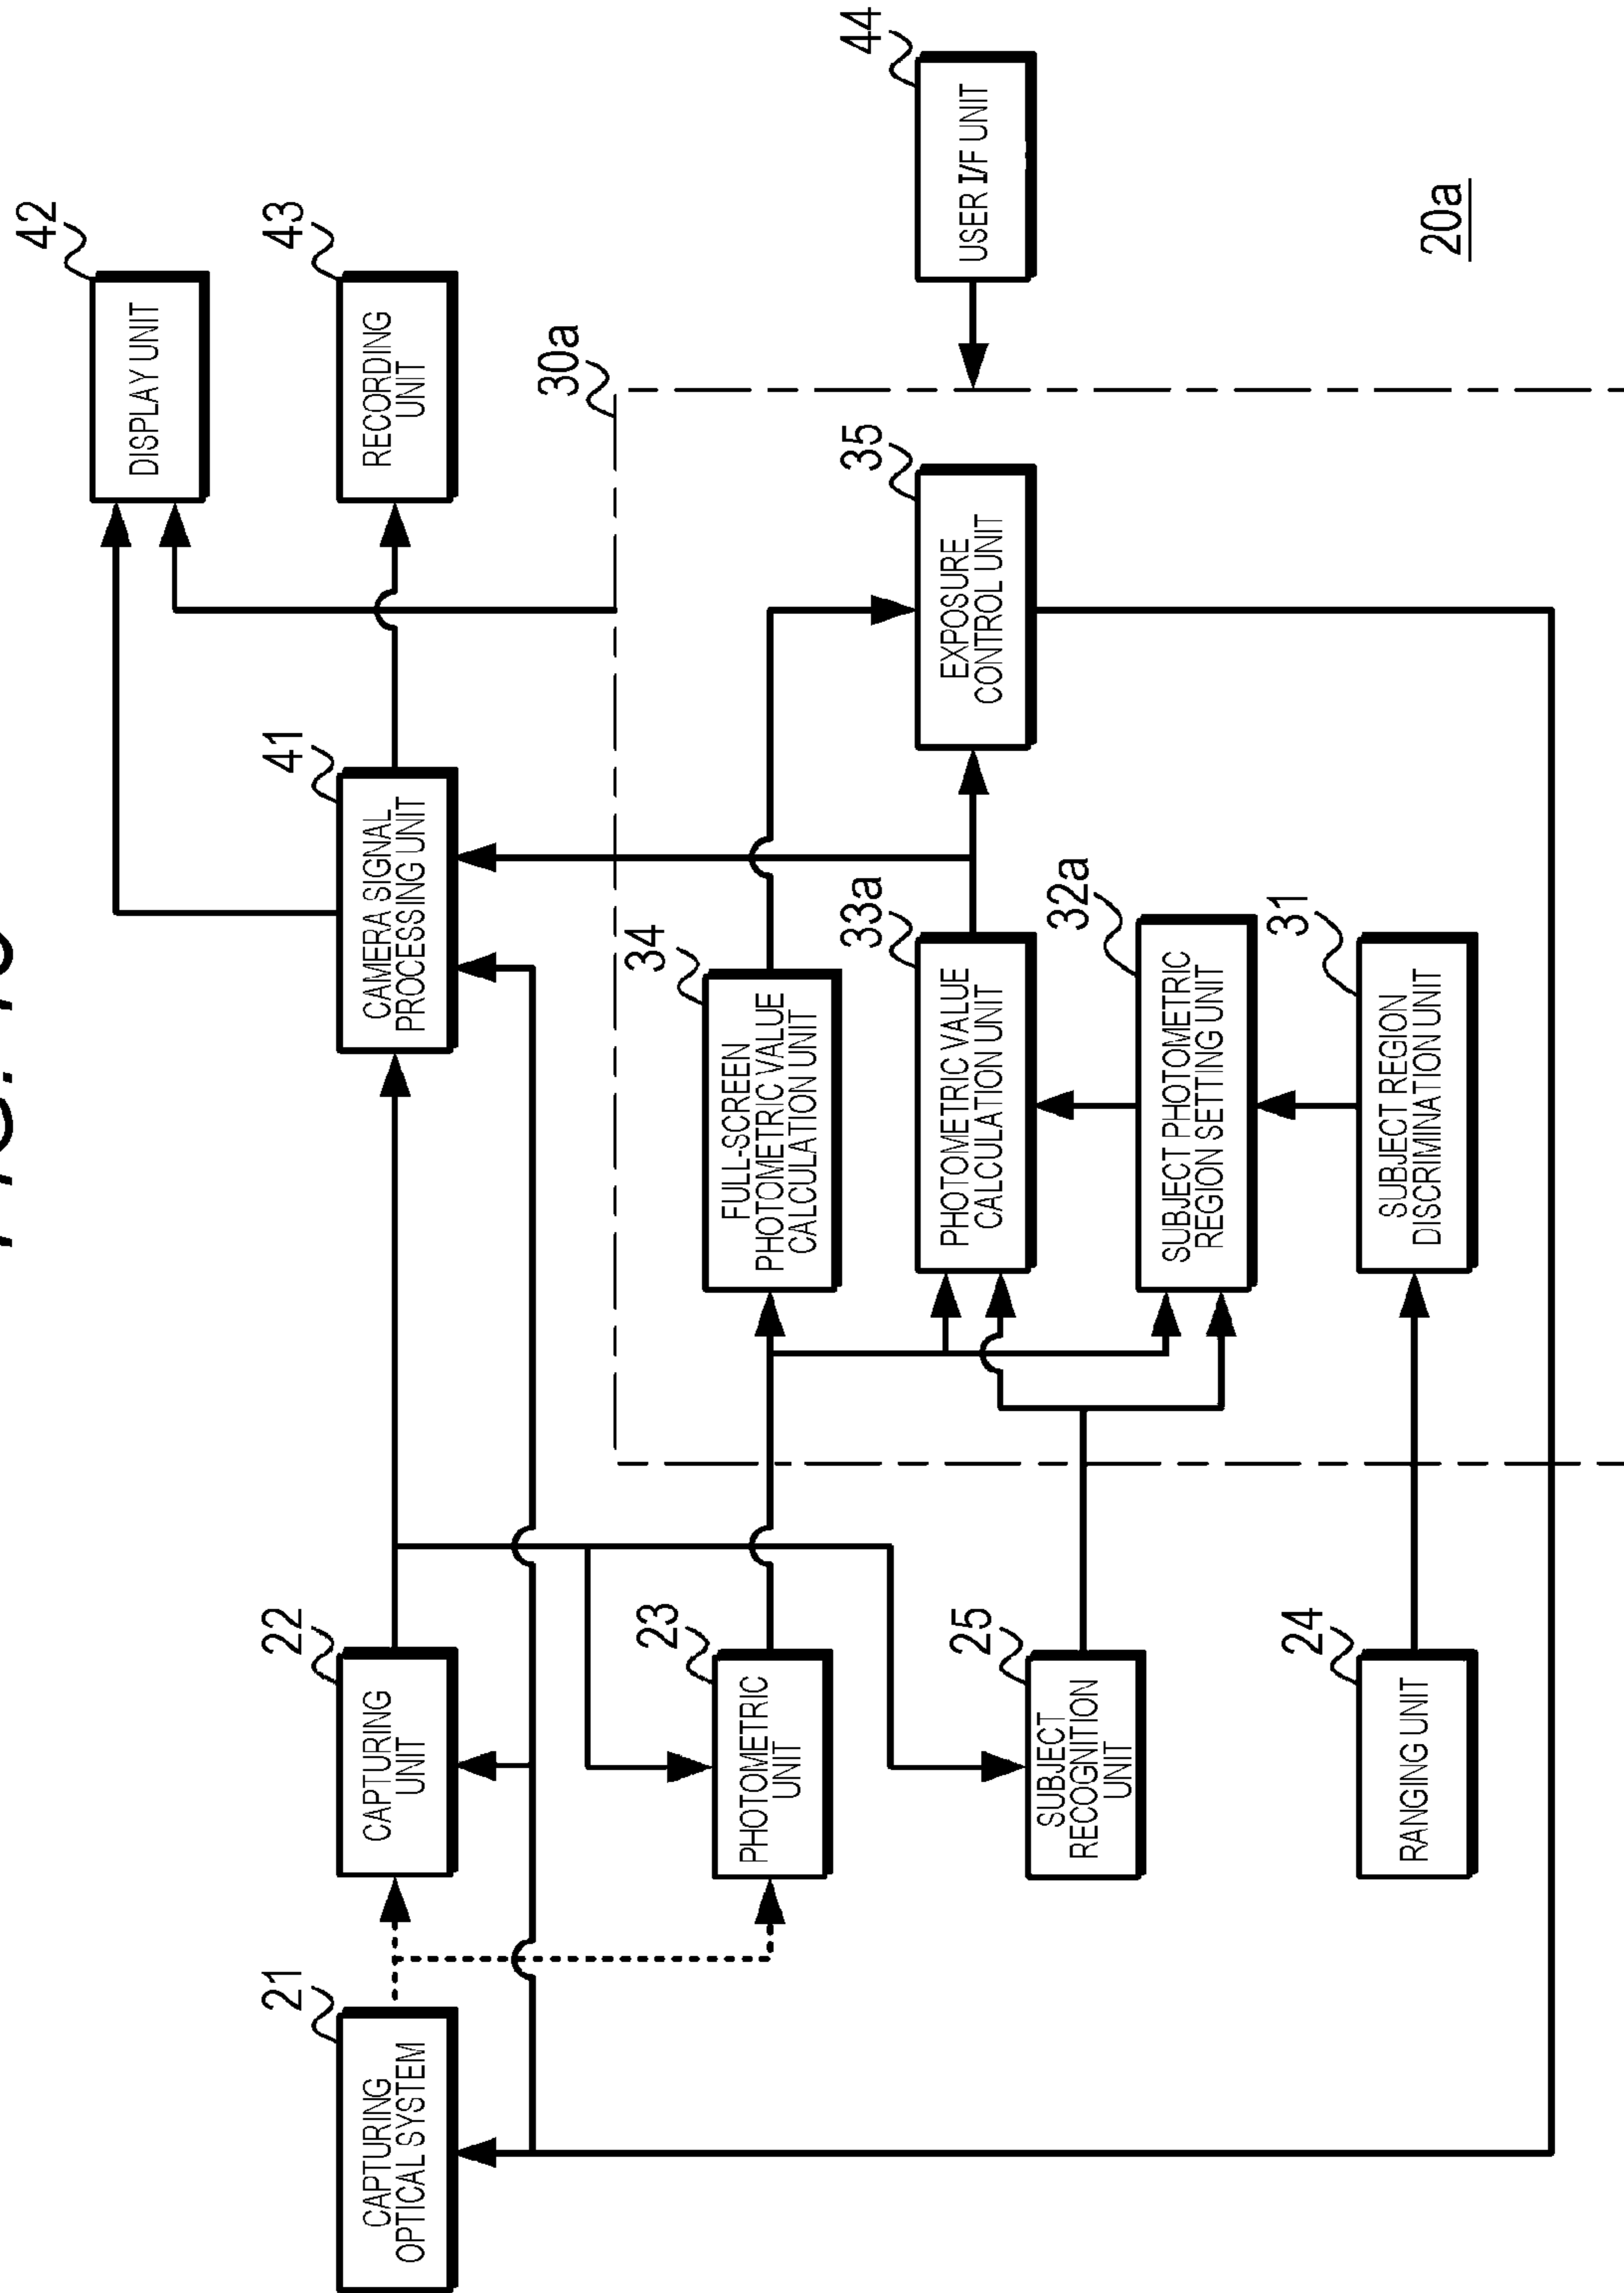 FIG.
42
DISPLAY UNIT
21
CAPTURING
OPTICAL SYSTEM
22
CAPTURING
UNIT
41
CAMERA SIGNAL
PROCESSING UNIT
43
RECORDING
UNIT
30a
23
PHOTOMETRIC
UNIT
34
FULL-SCREEN
PHOTOMETRIC VALUE
CALCULATION UNIT
25
SUBJECT
RECOGNITION
UNIT
33a
PHOTOMETRIC VALUE
CALCULATION UNIT
35
EXPOSURE
CONTROL UNIT
44
USER I/F UNIT
32a
SUBJECT PHOTOMETRIC
REGION SETTING UNIT
24
RANGING UNIT
31
SUBJECT REGION
DISCRIMINATION UNIT
20a